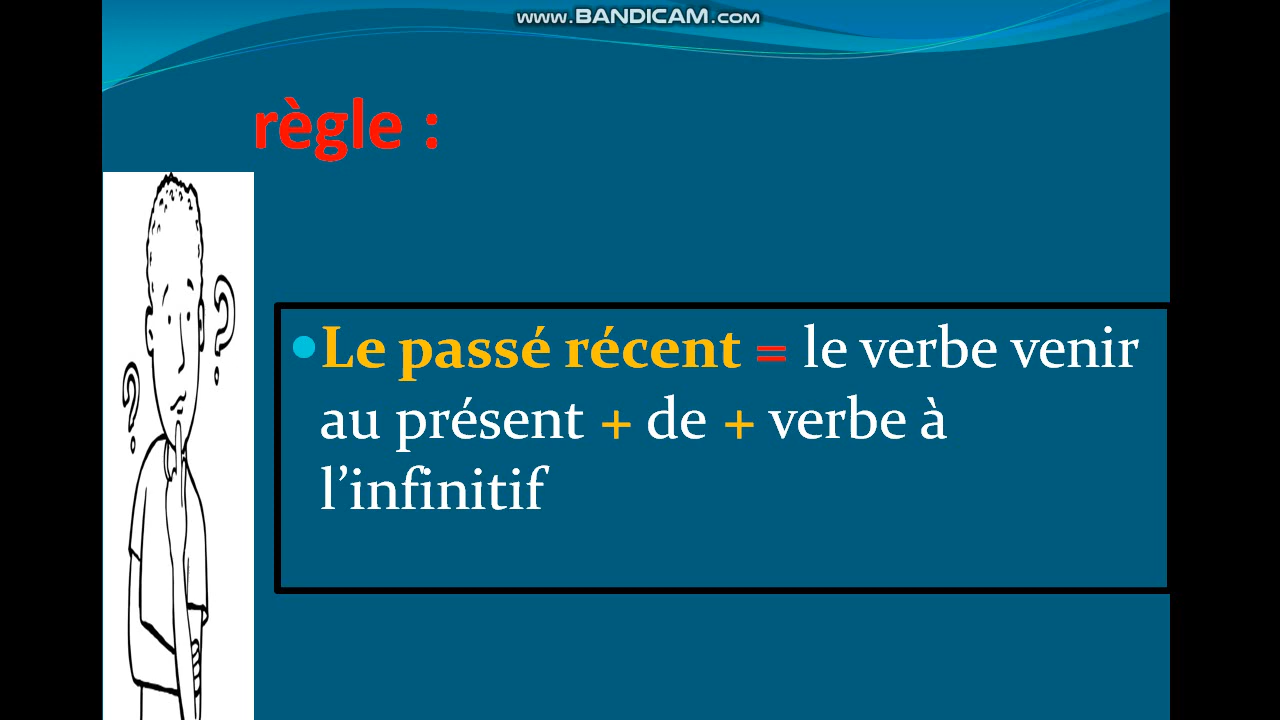 www.BANDICAM.com
règle :
Le passé récent = le verbe venir
au présent + de + verbe à
l’infinitif